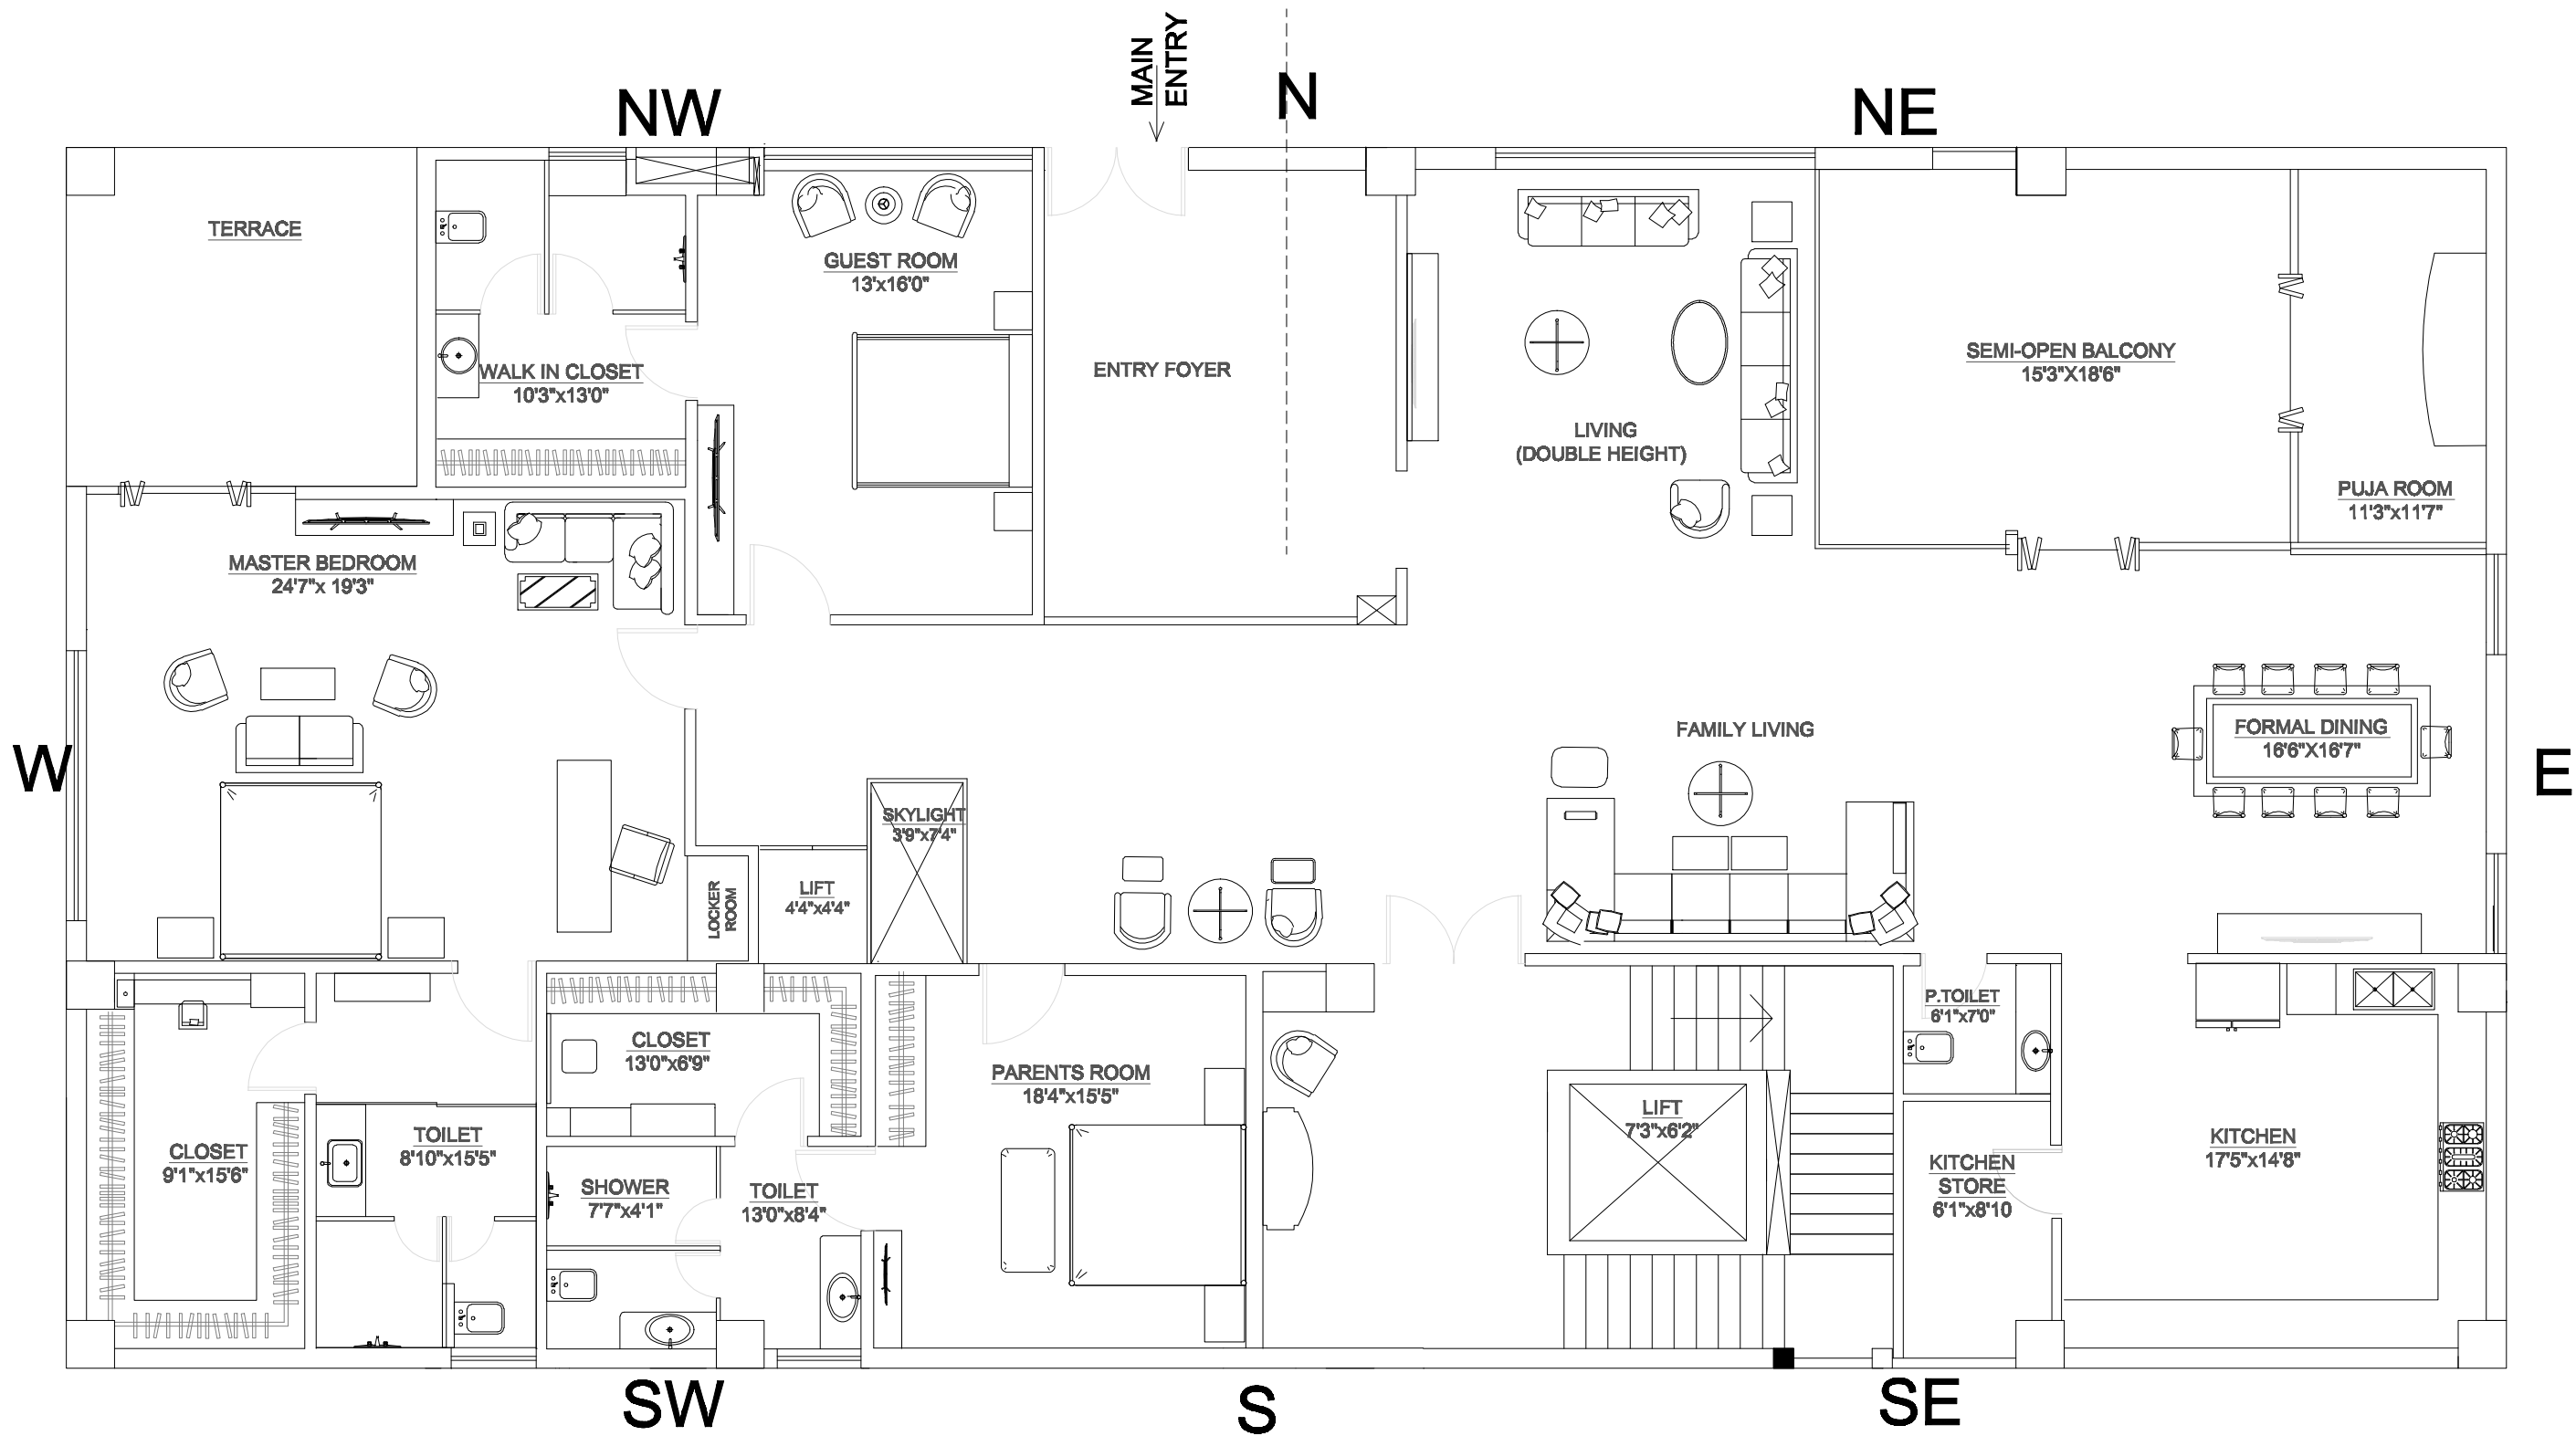 MAIN
ENTRY
N
NW
NE
TERRACE
GUEST ROOM
13'x16'0"
WALK IN CLOSET
10'3"x13'0"
ENTRY FOYER
LIVING
(DOUBLE HEIGHT)
SEMI-OPEN BALCONY
15'3"X18'6"
PUJA ROOM
11'3"x11'7"
MASTER BEDROOM
24'7"x 19'3"
W
FAMILY LIVING
FORMAL DINING
16'6"X16'7"
E
SKYLIGHT
3'9"x7'4"
LOCKER
ROOM
LIFT
4'4"x4'4"
CLOSET
13'0"x6'9"
PARENTS ROOM
18'4"x15'5"
P.TOILET
6'1"x7'0"
LIFT
7'3"x6'2"
CLOSET
9'1"x15'6"
TOILET
8'10"x15'5"
SHOWER
7'7"x4'1"
TOILET
13'0"x8'4"
KITCHEN
STORE
6'1"x8'10
KITCHEN
17'5"x14'8"
SW
S
SE